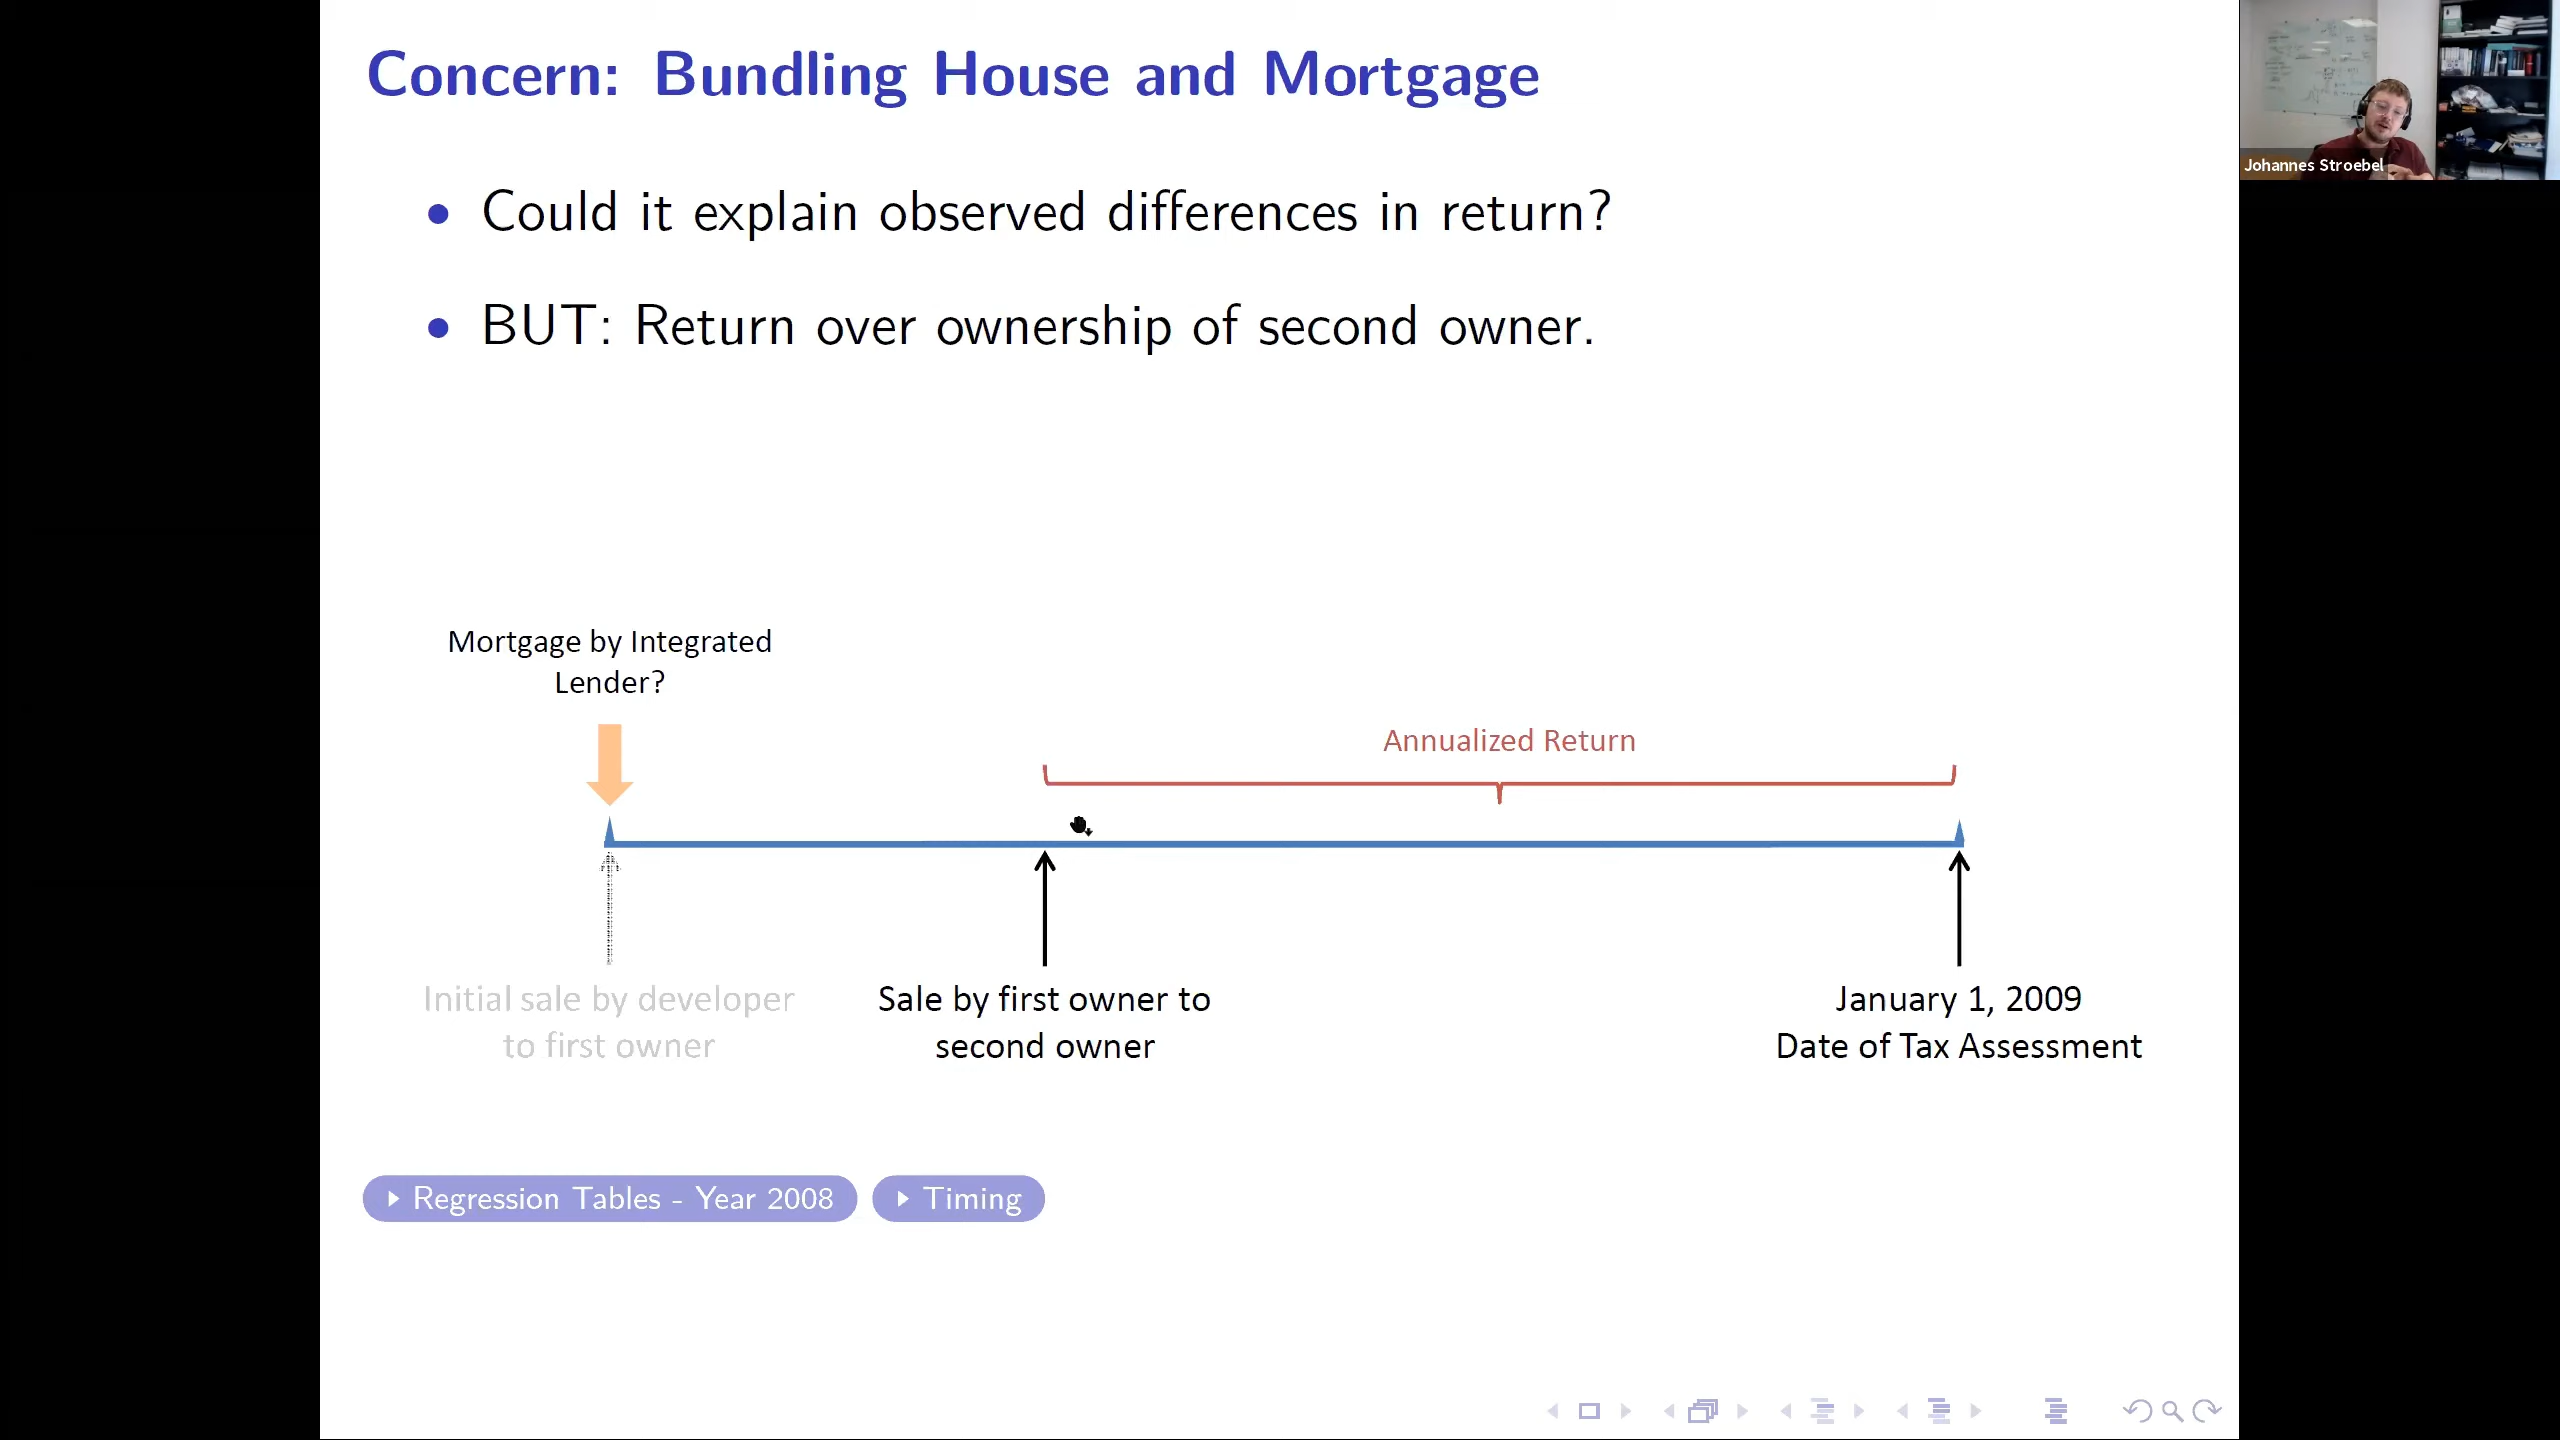 Concern: Bundling House and Mortgage
Johannes Stroebel
Could it explain observed differences in return?
BUT: Return over ownership of second owner.
Mortgage by Integrated
Lender?
Annualized Return
Initial sale by developer
to first owner
Sale by first owner to
second owner
January 1, 2009
Date of Tax Assessment
Regression Tables - Year 2008
Timing